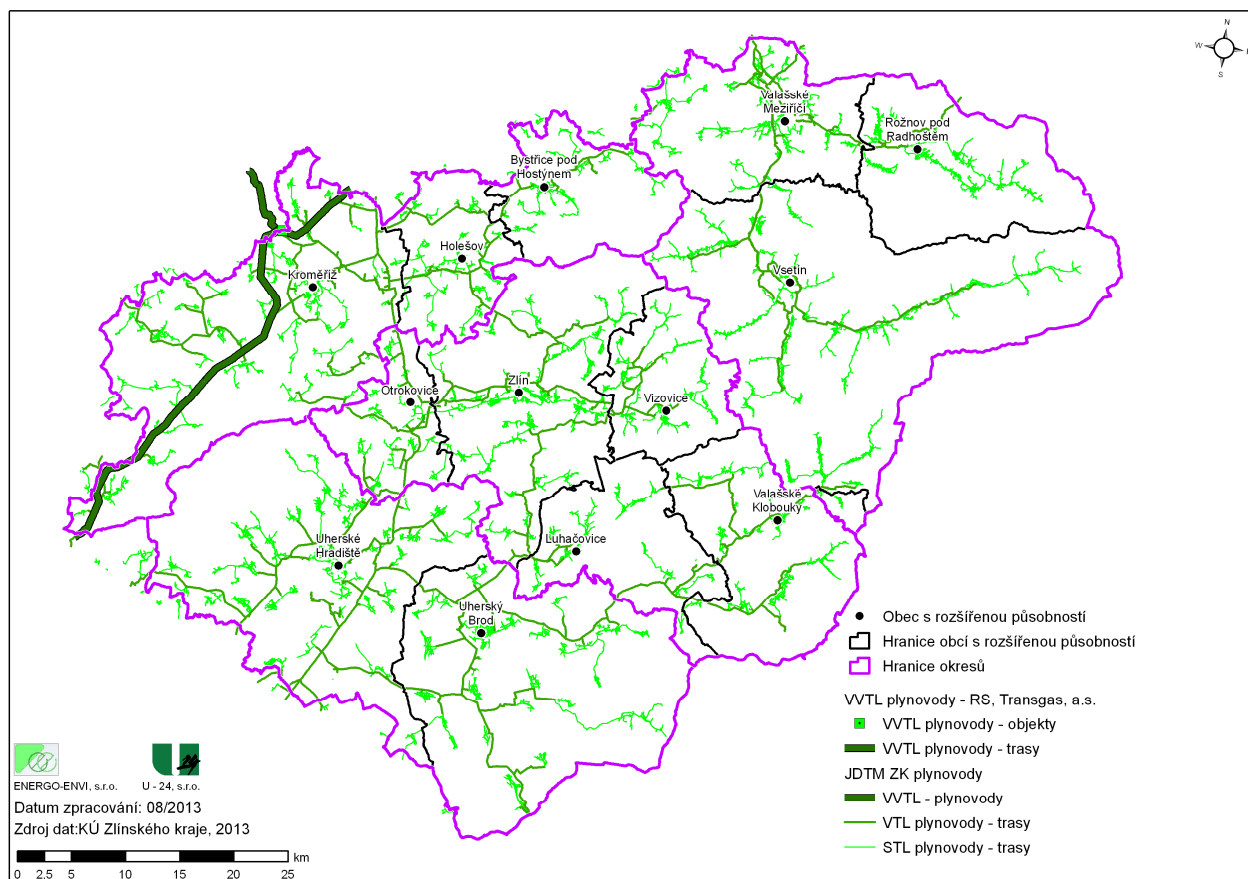 N
W
E
S
Valašské
Meziříčí
Rožnov pod
Radhoštěm
Bystřice pod
Hostýnem
Holešov
Kroměříž
Vsetín
Zlín
Otrokovice
Vizovice
Valašské
Klobouky
Luhačovice
Uherské
Hradiště
Uherský
Brod
Obec s rozšířenou působností
Hranice obcí s rozšířenou působností
Hranice okresů
VVTL plynovody - RS, Transgas, a.s.
VVTL plynovody - objekty
VVTL plynovody - trasy
JDTM ZK plynovody
VVTL - plynovody
VTL plynovody - trasy
STL plynovody - trasy
ENERGO-ENVI, s.r.o. U - 24, s.r.o.
Datum zpracování: 08/2013
Zdroj dat:KÚ Zlínského kraje, 2013
km
0 2.5 5 10 15 20 25